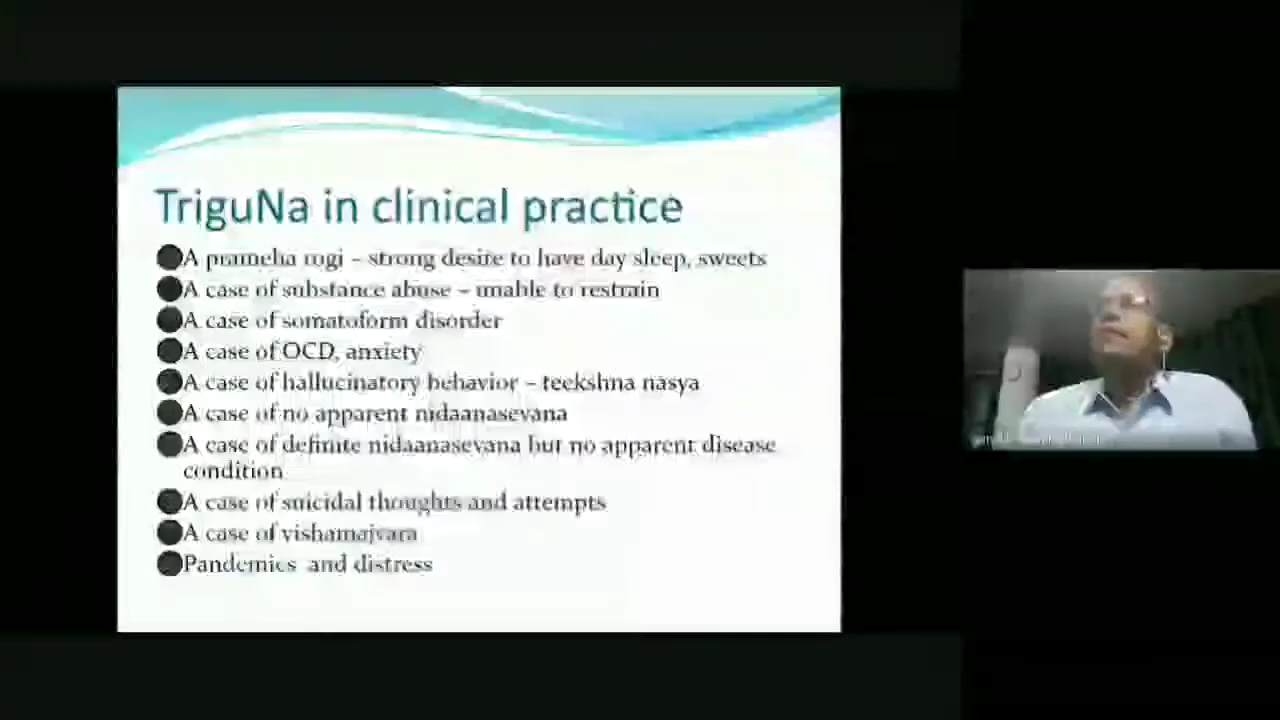 TriguNa in clinical practice
A prameha rogi – strong desire to have day sleep, sweets
A case of substance abuse – unable to restrain
A case of somatoform disorder
A case of OCD, anxiety
A case of hallucinatory behavior – teekshna nasya
A case of no apparent nidaanasevana
A case of definite nidaanasevana but no apparent disease
condition
A case of suicidal thoughts and attempts
A case of vishamajvara
Pandemics and distress